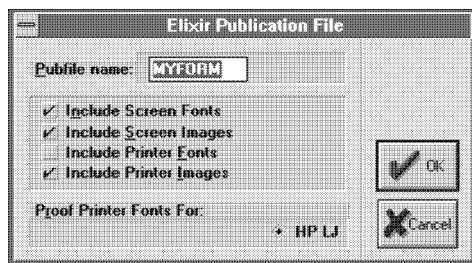 Elixir Publication File
Pubfile name: MYFORM
Include Screen Fonts
Include Screen Images
Include Printer Fonts
Include Printer Images
OK
Proof Printer Fonts For:
HP LJ
Cancel